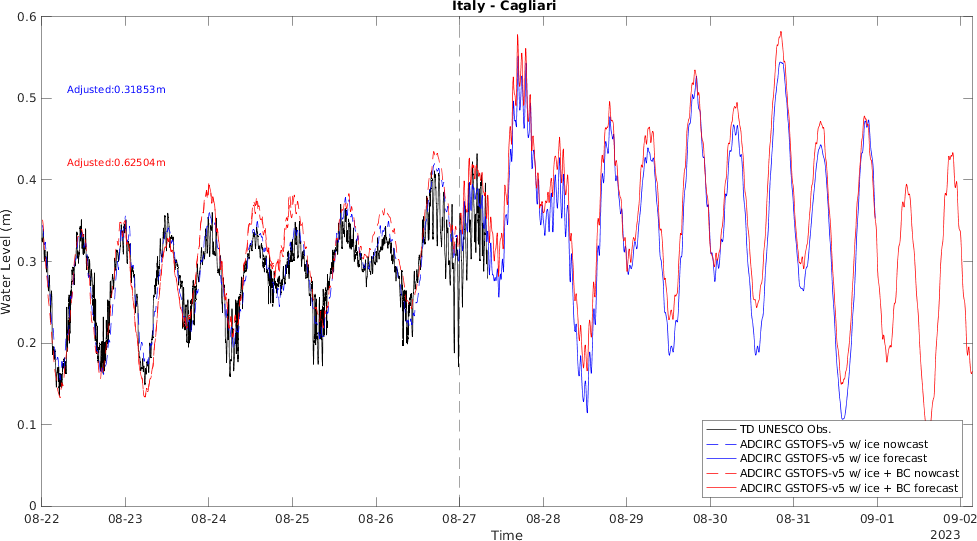 Italy - Cagliari
0.6
0.5
0.4
0.3
0.2
0.1
0
Water Level (m)
Adjusted:0.31853m
Adjusted:0.62504m
TD UNESCO Obs.
ADCIRC GSTOFS-v5 w/ ice nowcast
ADCIRC GSTOFS-v5 w/ ice forecast
ADCIRC GSTOFS-v5 w/ ice + BC nowcast
ADCIRC GSTOFS-v5 w/ ice + BC forecast
08-22 08-23 08-24 08-25 08-26 08-27 08-28 08-29 08-30 08-31 09-01 09-02
Time
2023